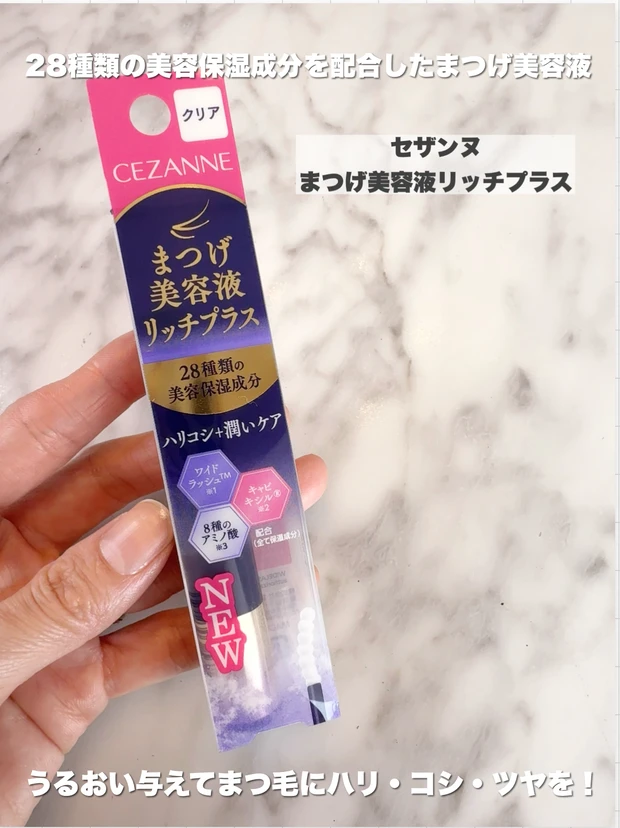 28種類の美容保湿成分を配合したまつげ美容液
クリア
CEZANNE
セザンヌ
まつげ美容液リッチプラス
まつげ
美容液
リッチプラス
28種類の
美容保湿成分
ハリコシ+潤いケア
ワイド
ラッシュ™
※1
キャピ
キシル®
※2
8種の
アミノ酸
※3
配合
(全て保湿成分)
NEW
うるおい与えてまつ毛にハリ・コシ・ツヤを！